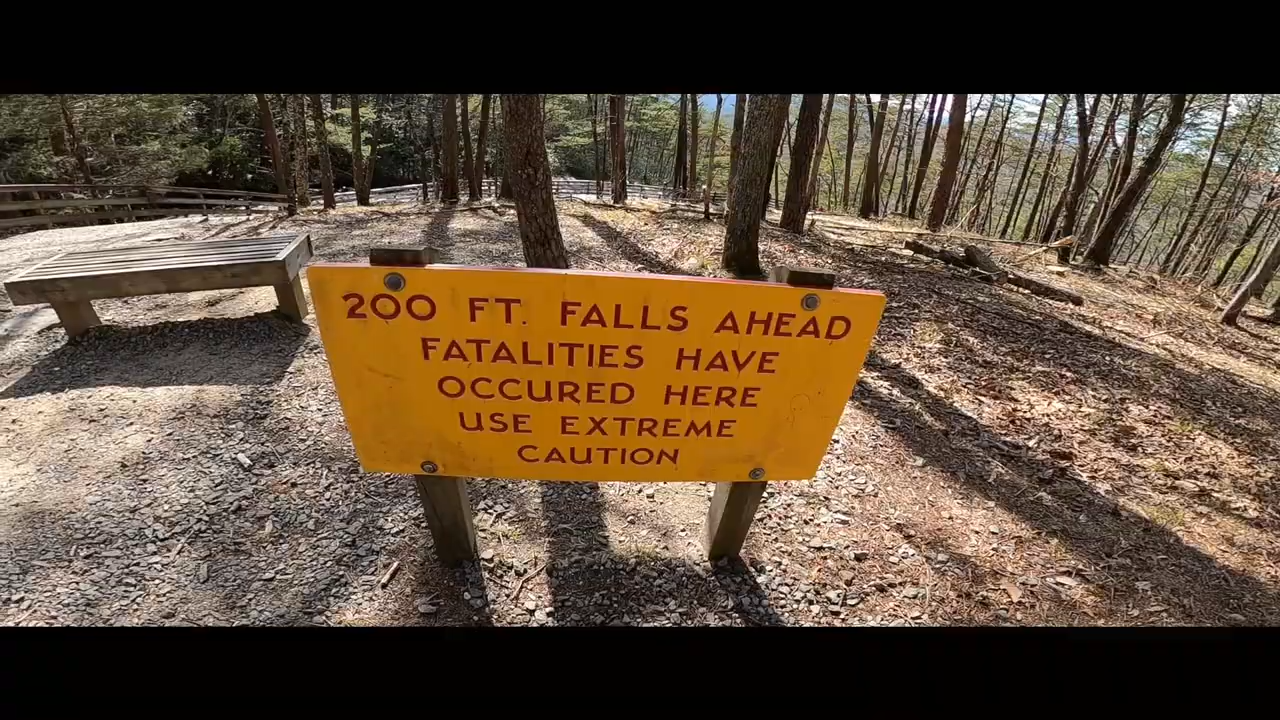 200 FT. FALLS AHEAD
FATALITIES HAVE
OCCURED HERE
USE EXTREME
CAUTION